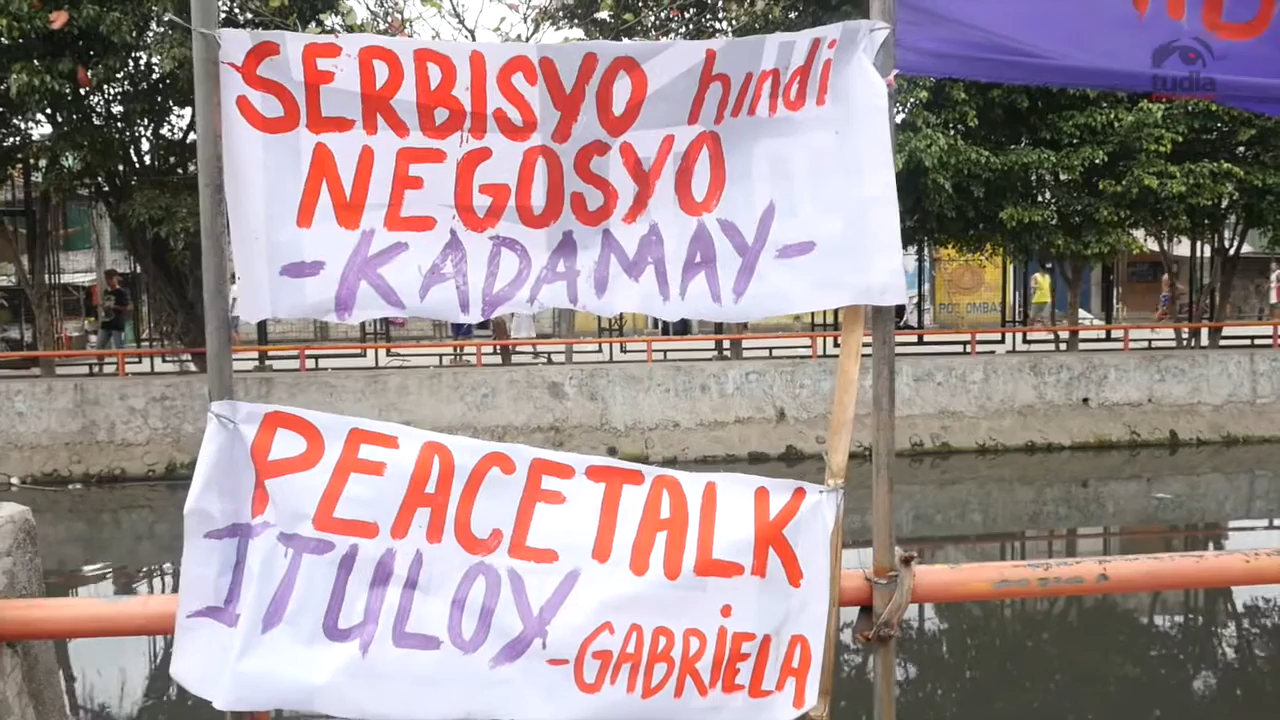 SERBISYO hindi
NEGOSYO
-KADAMAY-
PEACETALK
ITULOY
-GABRIELA
tudla